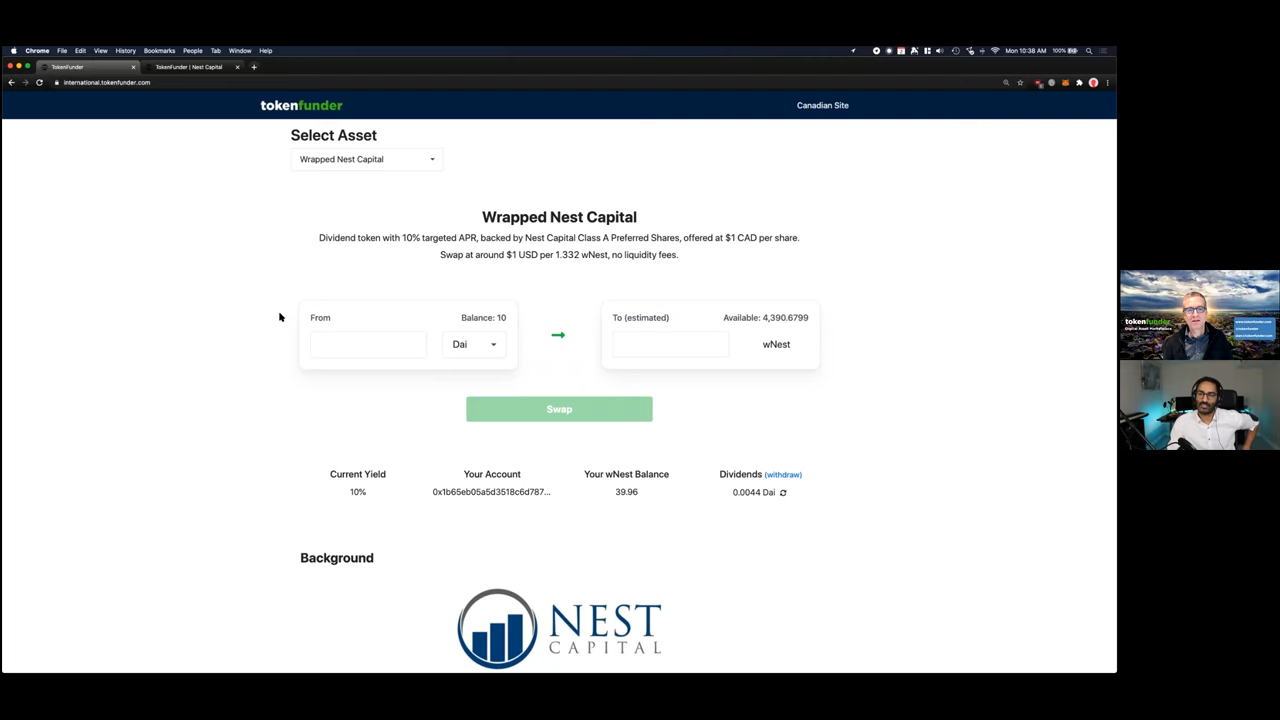 Chrome File Edit View History Bookmarks People Tab Window Help
Mon 10:38 AM 100%
TokenFunder
TokenFunder | Nest Capital
international.tokenfunder.com
tokenfunder
Canadian Site
Select Asset
Wrapped Nest Capital
Wrapped Nest Capital
Dividend token with 10% targeted APR, backed by Nest Capital Class A Preferred Shares, offered at $1 CAD per share.
Swap at around $1 USD per 1.332 wNest, no liquidity fees.
From
Balance: 10
To (estimated)
Available: 4,390.6799
Dai
wNest
Swap
Current Yield
Your Account
Your wNest Balance
Dividends (withdraw)
10%
0x1b65eb05a5d3518c6d787...
39.96
0.0044 Dai
Background
NEST
CAPITAL
tokenfunder
Digital Asset Marketplace